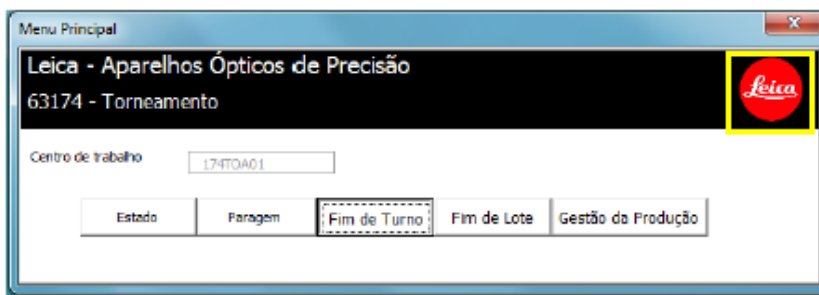 Menu Principal
Leica - Aparelhos Ópticos de Precisão
63174 - Torneamento
Leica
Centro de trabalho 174TOA01
Estado Paragem Fim de Turno Fim de Lote Gestão da Produção